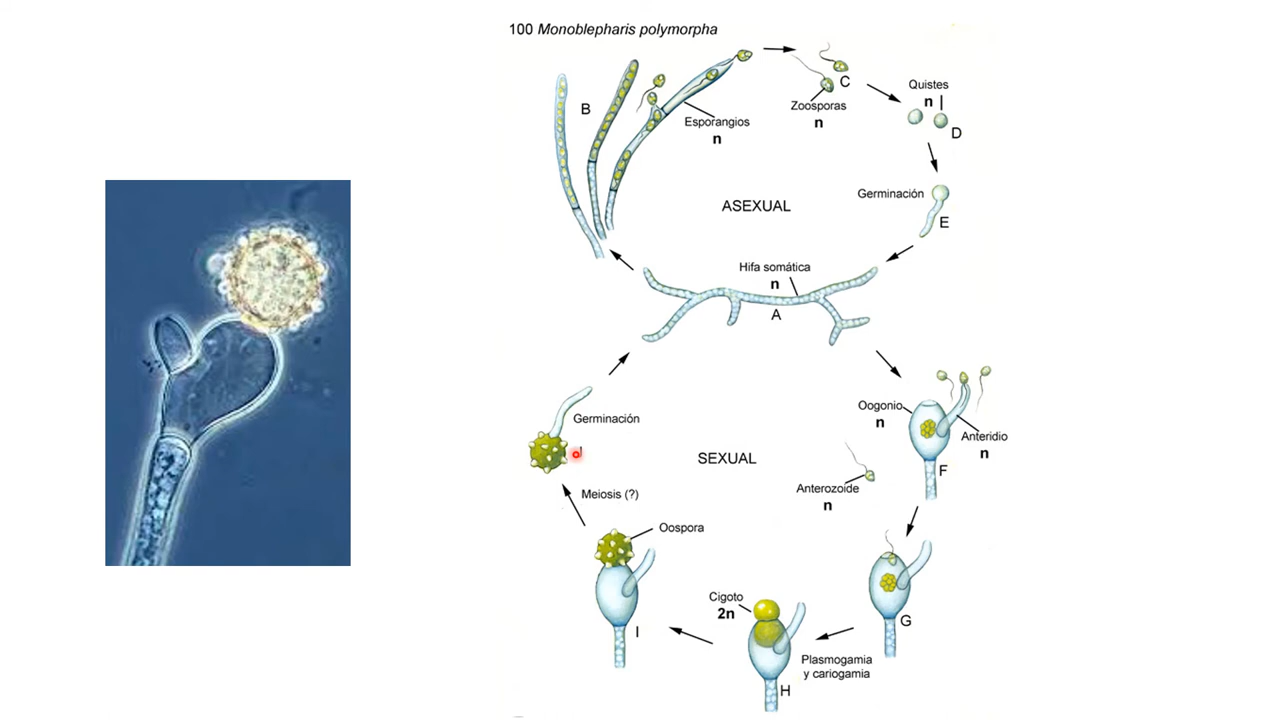 100 Monoblepharis polymorpha
B
Esporangios
n
C
Zoosporas
n
Quistes
n
D
Germinación
E
ASEXUAL
Hifa somática
n
A
Oogonio
n
Anteridio
n
F
Anterozoide
n
SEXUAL
G
Plasmogamia
y cariogamia
Cigoto
2n
H
Oospora
I
Meiosis (?)
Germinación